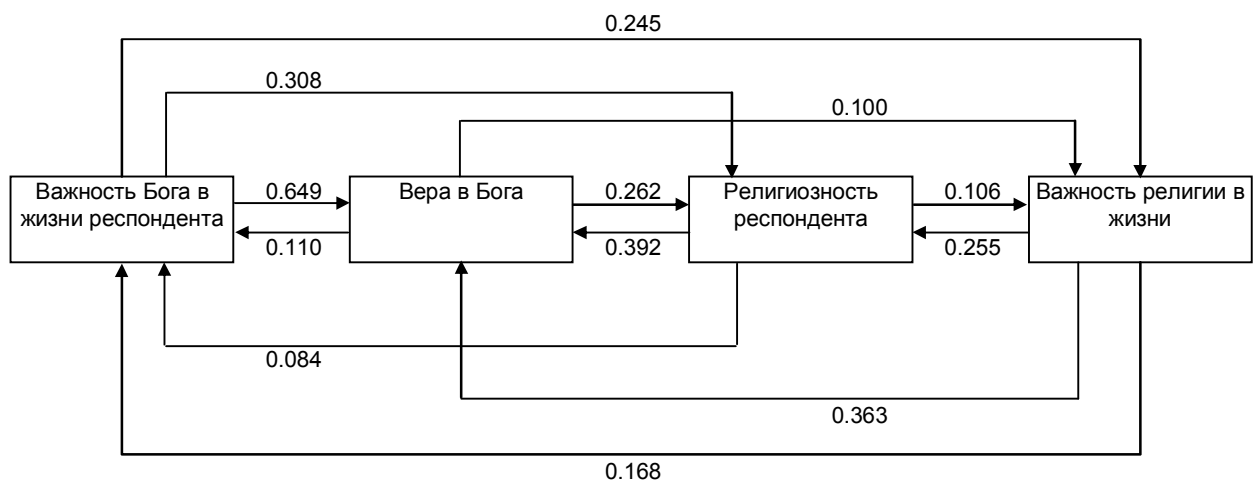 0.245
0.308
0.100
Важность Бога в
жизни респондента
0.649
0.110
Вера в Бога
0.262
0.392
Религиозность
респондента
0.106
0.255
Важность религии в
жизни
0.084
0.363
0.168